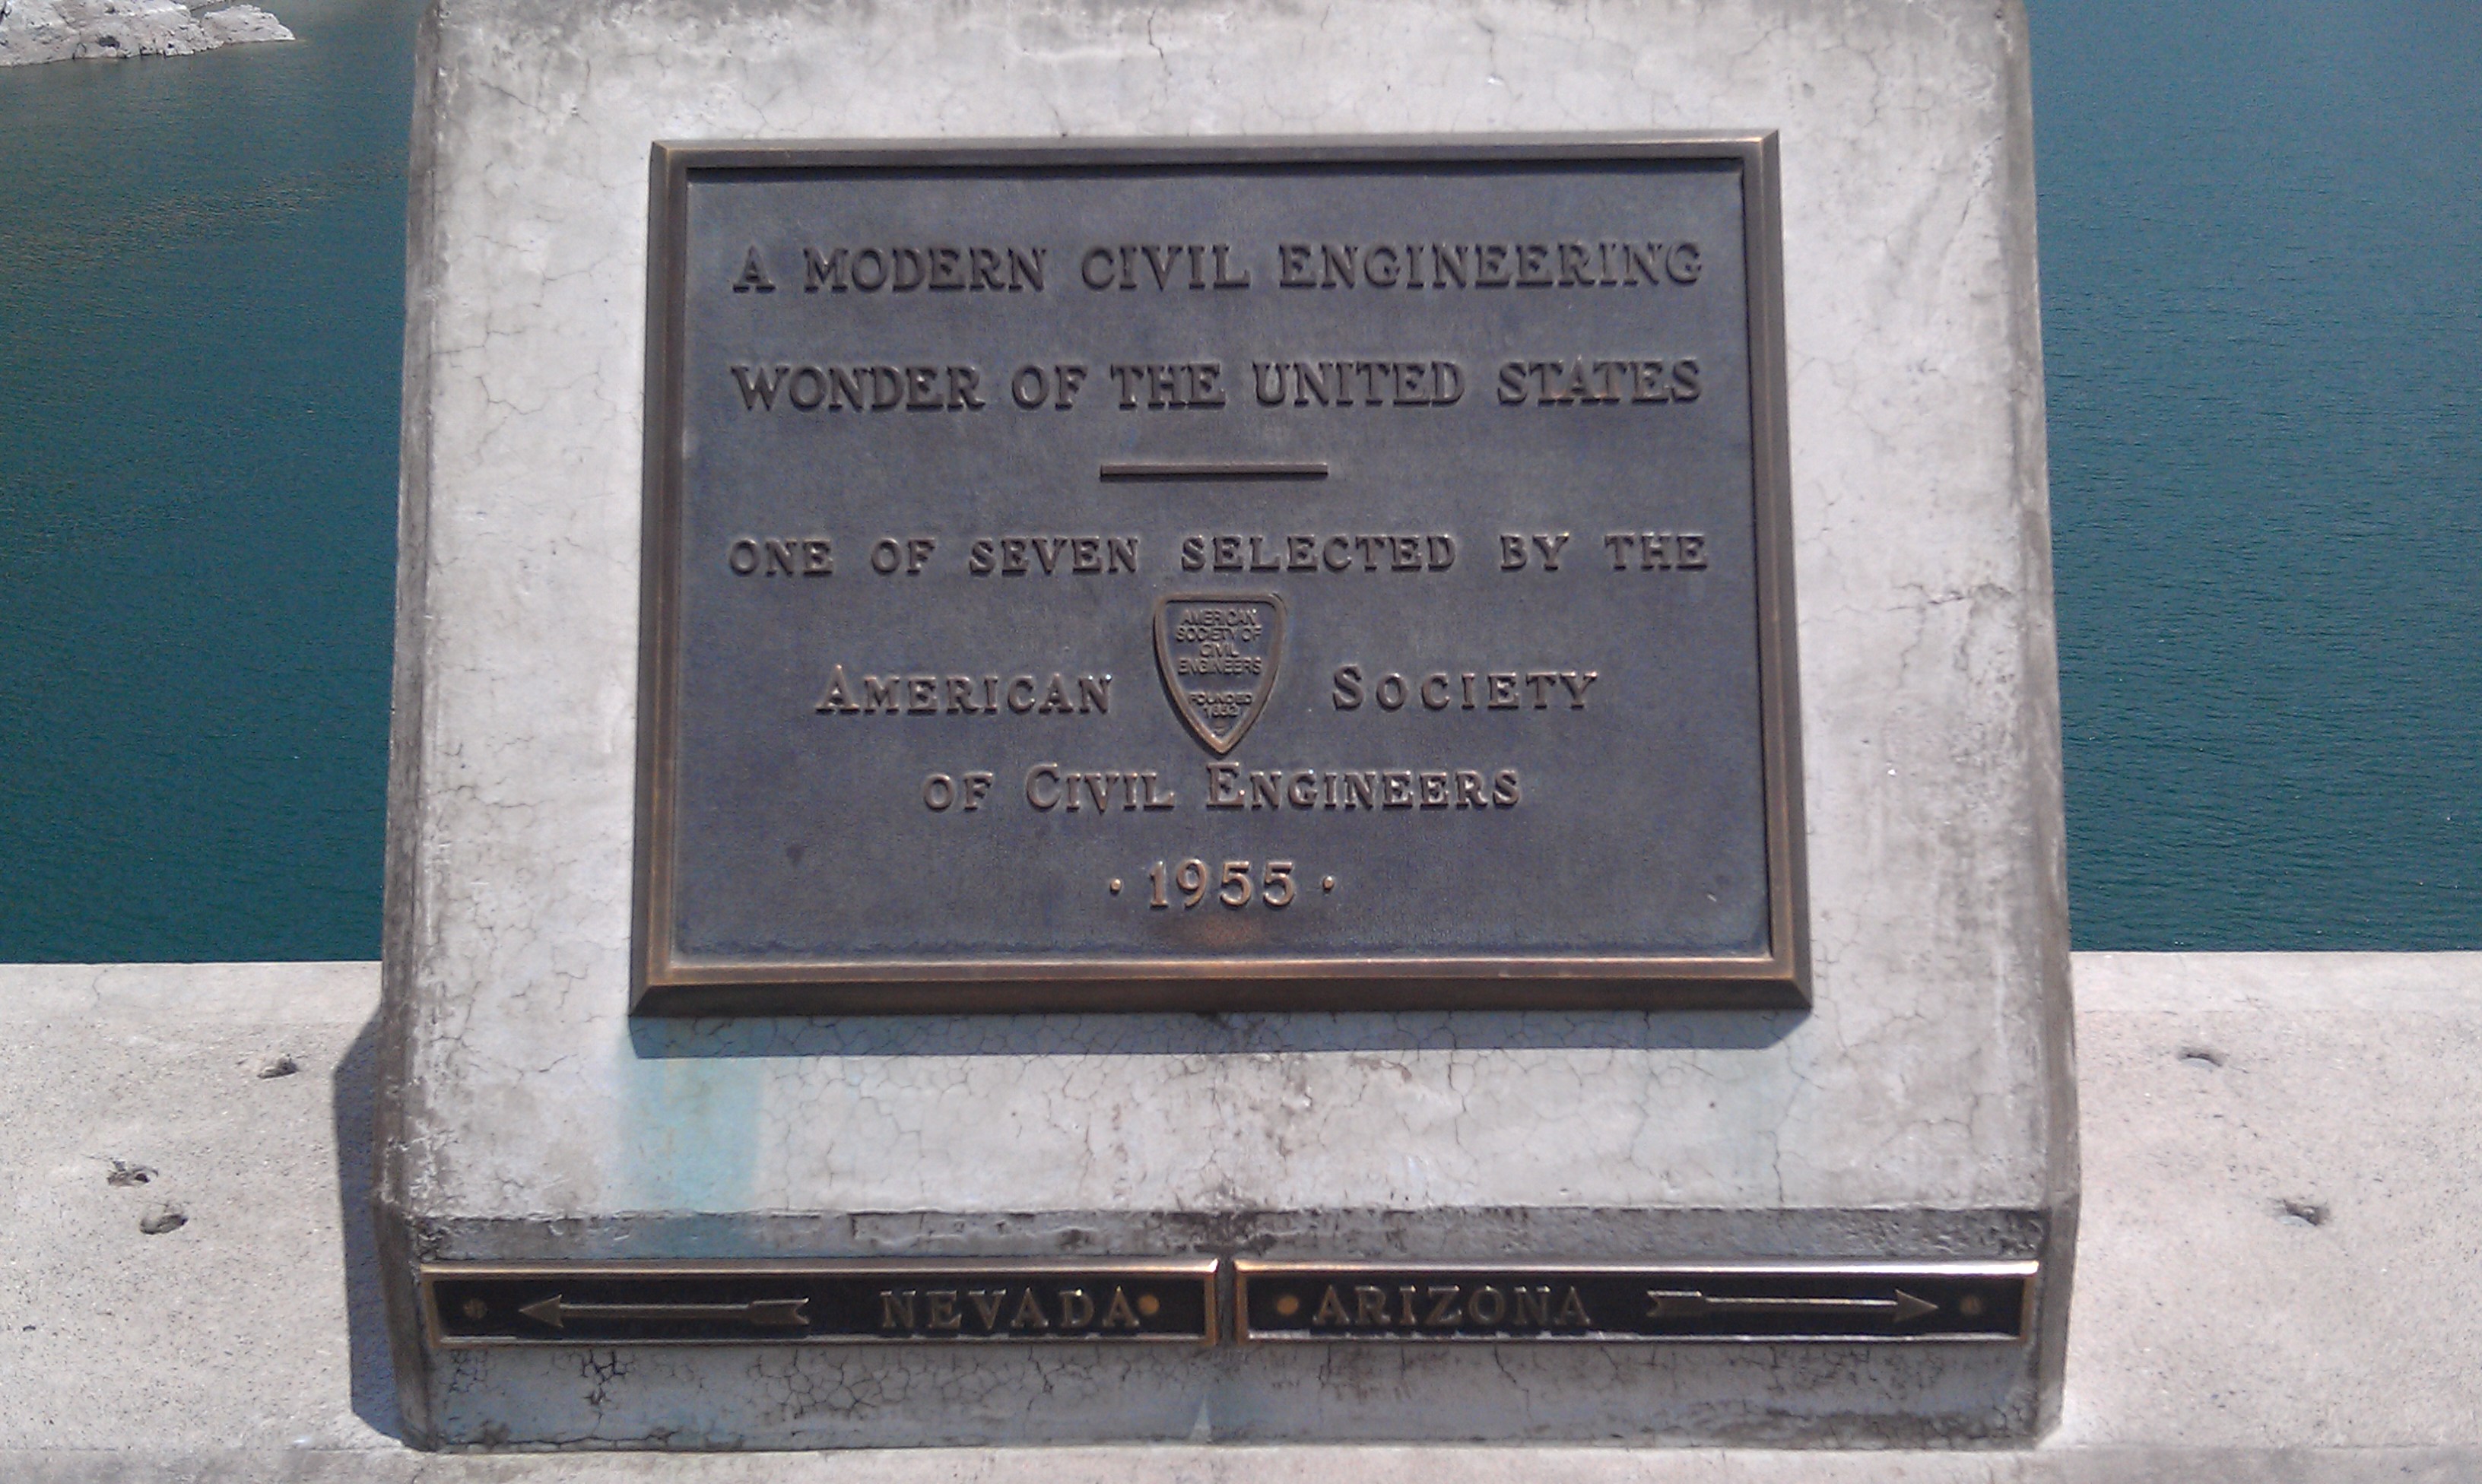 A MODERN CIVIL ENGINEERING
WONDER OF THE UNITED STATES
ONE OF SEVEN SELECTED BY THE
AMERICAN
SOCIETY OF
CIVIL
ENGINEERS
FOUNDED
1852
AMERICAN SOCIETY
OF CIVIL ENGINEERS
· 1955 ·
NEVADA ARIZONA